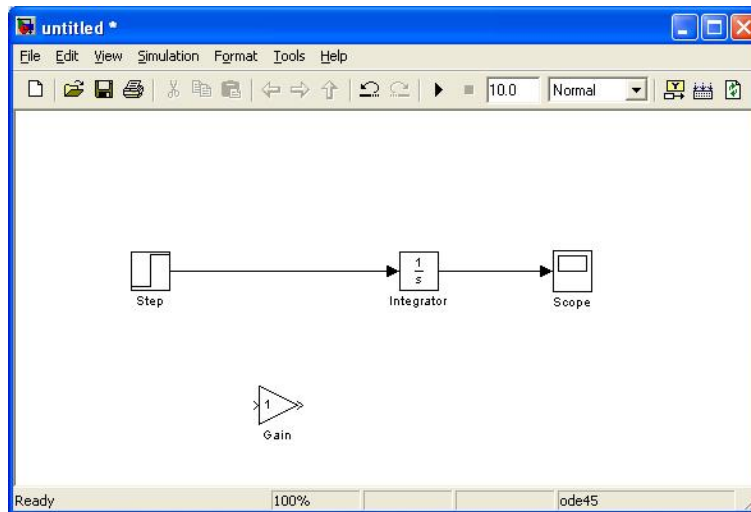 untitled *
File Edit View Simulation Format Tools Help
10.0 Normal
Step
1
s
Integrator
Scope
1
Gain
Ready 100% ode45